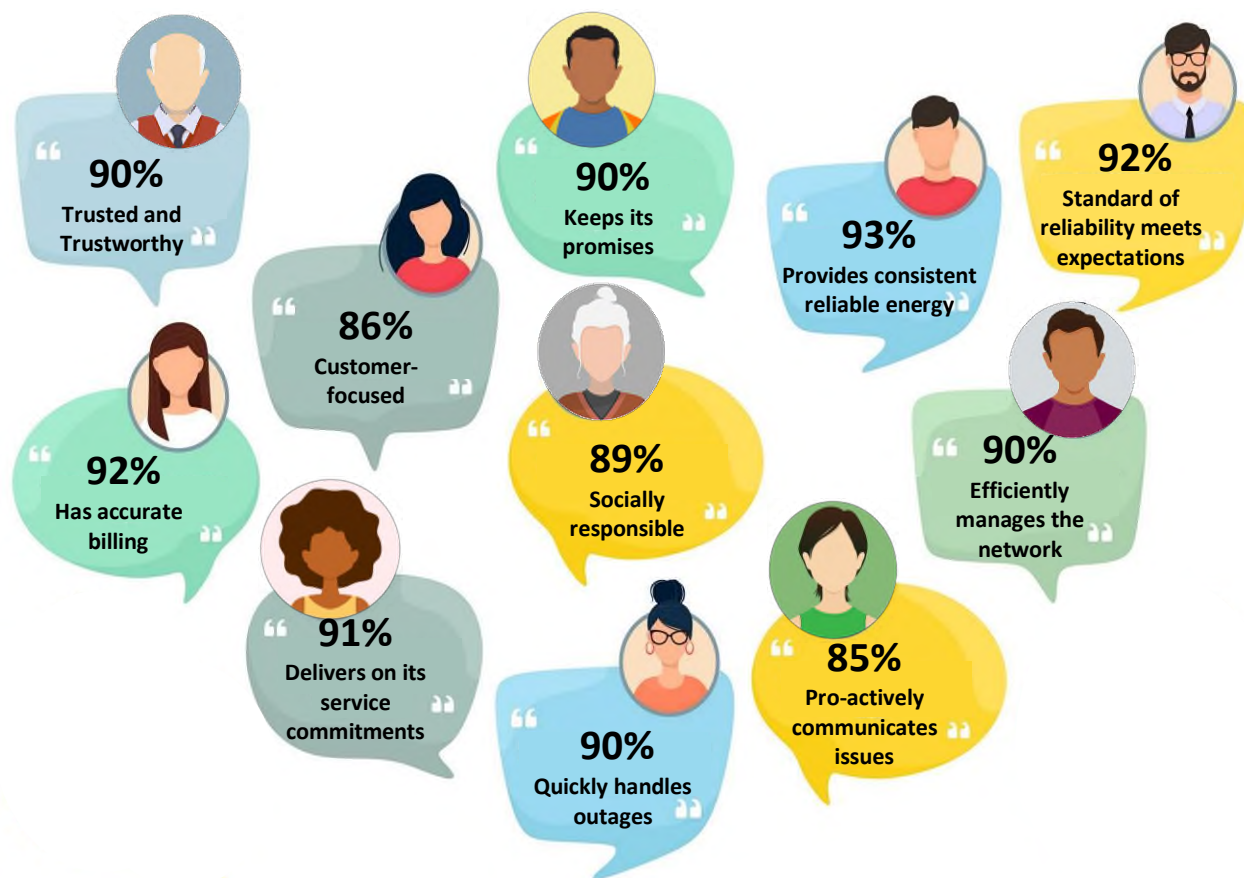 90%
Trusted and
Trustworthy
90%
Keeps its
promises
93%
Provides consistent
reliable energy
92%
Standard of
reliability meets
expectations
86%
Customer-
focused
92%
Has accurate
billing
89%
Socially
responsible
90%
Efficiently
manages the
network
91%
Delivers on its
service
commitments
90%
Quickly handles
outages
85%
Pro-actively
communicates
issues